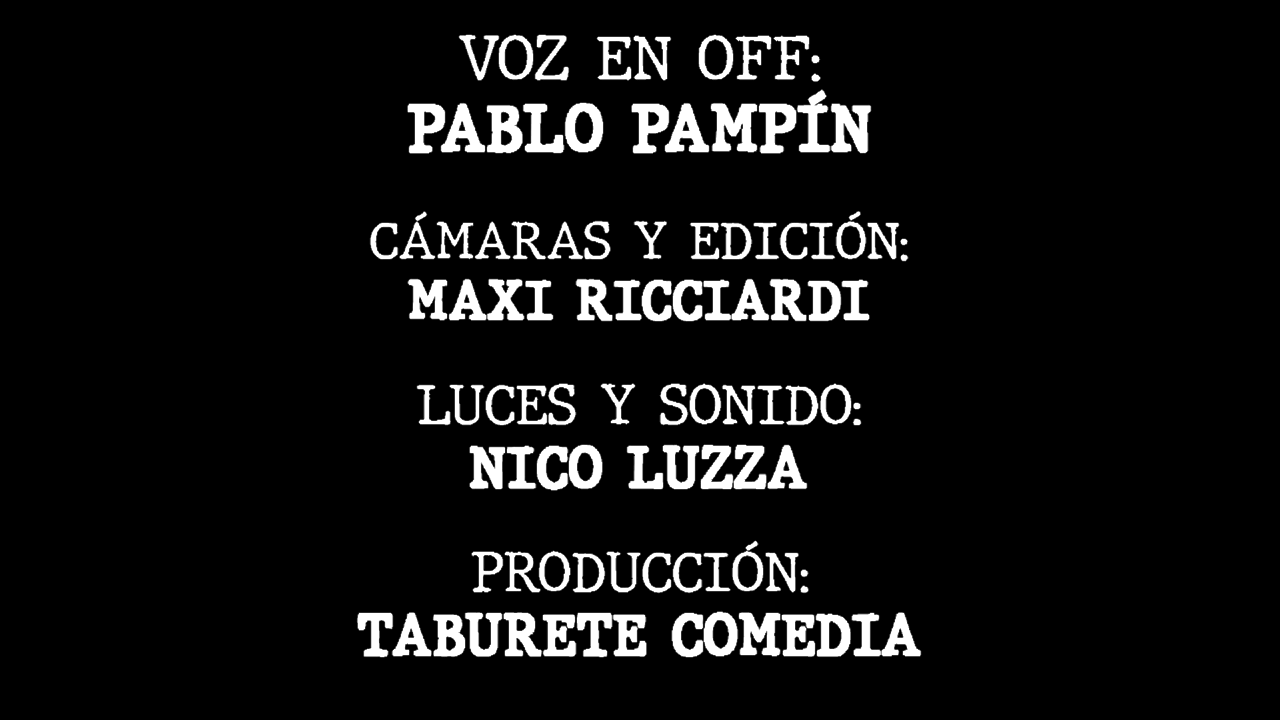 VOZ EN OFF:
PABLO PAMPÍN
CÁMARAS Y EDICIÓN:
MAXI RICCIARDI
LUCES Y SONIDO:
NICO LUZZA
PRODUCCIÓN:
TABURETE COMEDIA